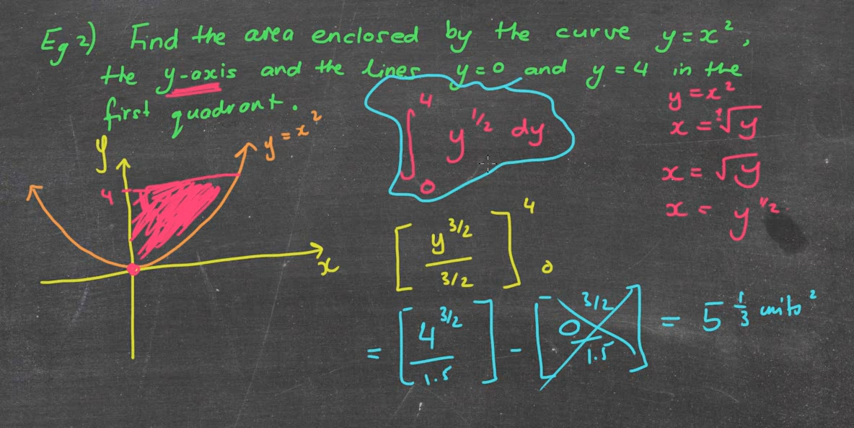 Eg 2) Find the area enclosed by the curve y = x²,
the y-axis and the lines y = 0 and y = 4 in the
first quadrant.
y = x²
x = ²√y
x = √y
x = y^1/2
y
y = x²
4
x
∫₀⁴ y^1/2 dy
[y^3/2 / 3/2]⁴₀
= [4^3/2 / 1.5] - [0^3/2 / 1.5] = 5 1/3 units²